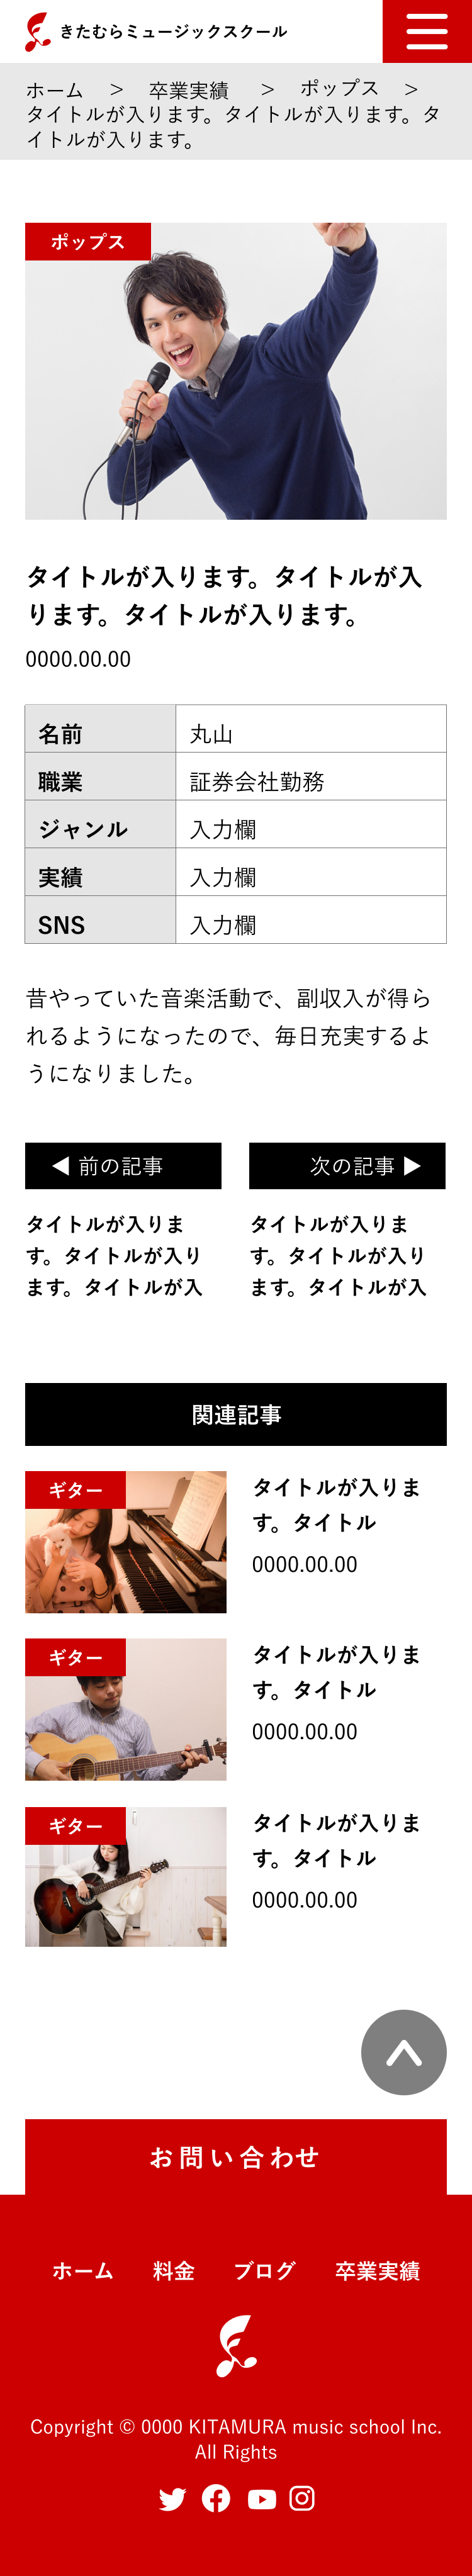 きたむらミュージックスクール
ホーム > 卒業実績 > ポップス >
タイトルが入ります。タイトルが入ります。タ
イトルが入ります。
ポップス
タイトルが入ります。タイトルが入
ります。タイトルが入ります。
0000.00.00
名前 丸山
職業 証券会社勤務
ジャンル 入力欄
実績 入力欄
SNS 入力欄
昔やっていた音楽活動で、副収入が得ら
れるようになったので、毎日充実するよ
うになりました。
◀ 前の記事
次の記事 ▶
タイトルが入りま
す。タイトルが入り
ます。タイトルが入
タイトルが入りま
す。タイトルが入り
ます。タイトルが入
関連記事
ギター
タイトルが入りま
す。タイトル
0000.00.00
ギター
タイトルが入りま
す。タイトル
0000.00.00
ギター
タイトルが入りま
す。タイトル
0000.00.00
お問い合わせ
ホーム 料金 ブログ 卒業実績
Copyright © 0000 KITAMURA music school Inc.
All Rights